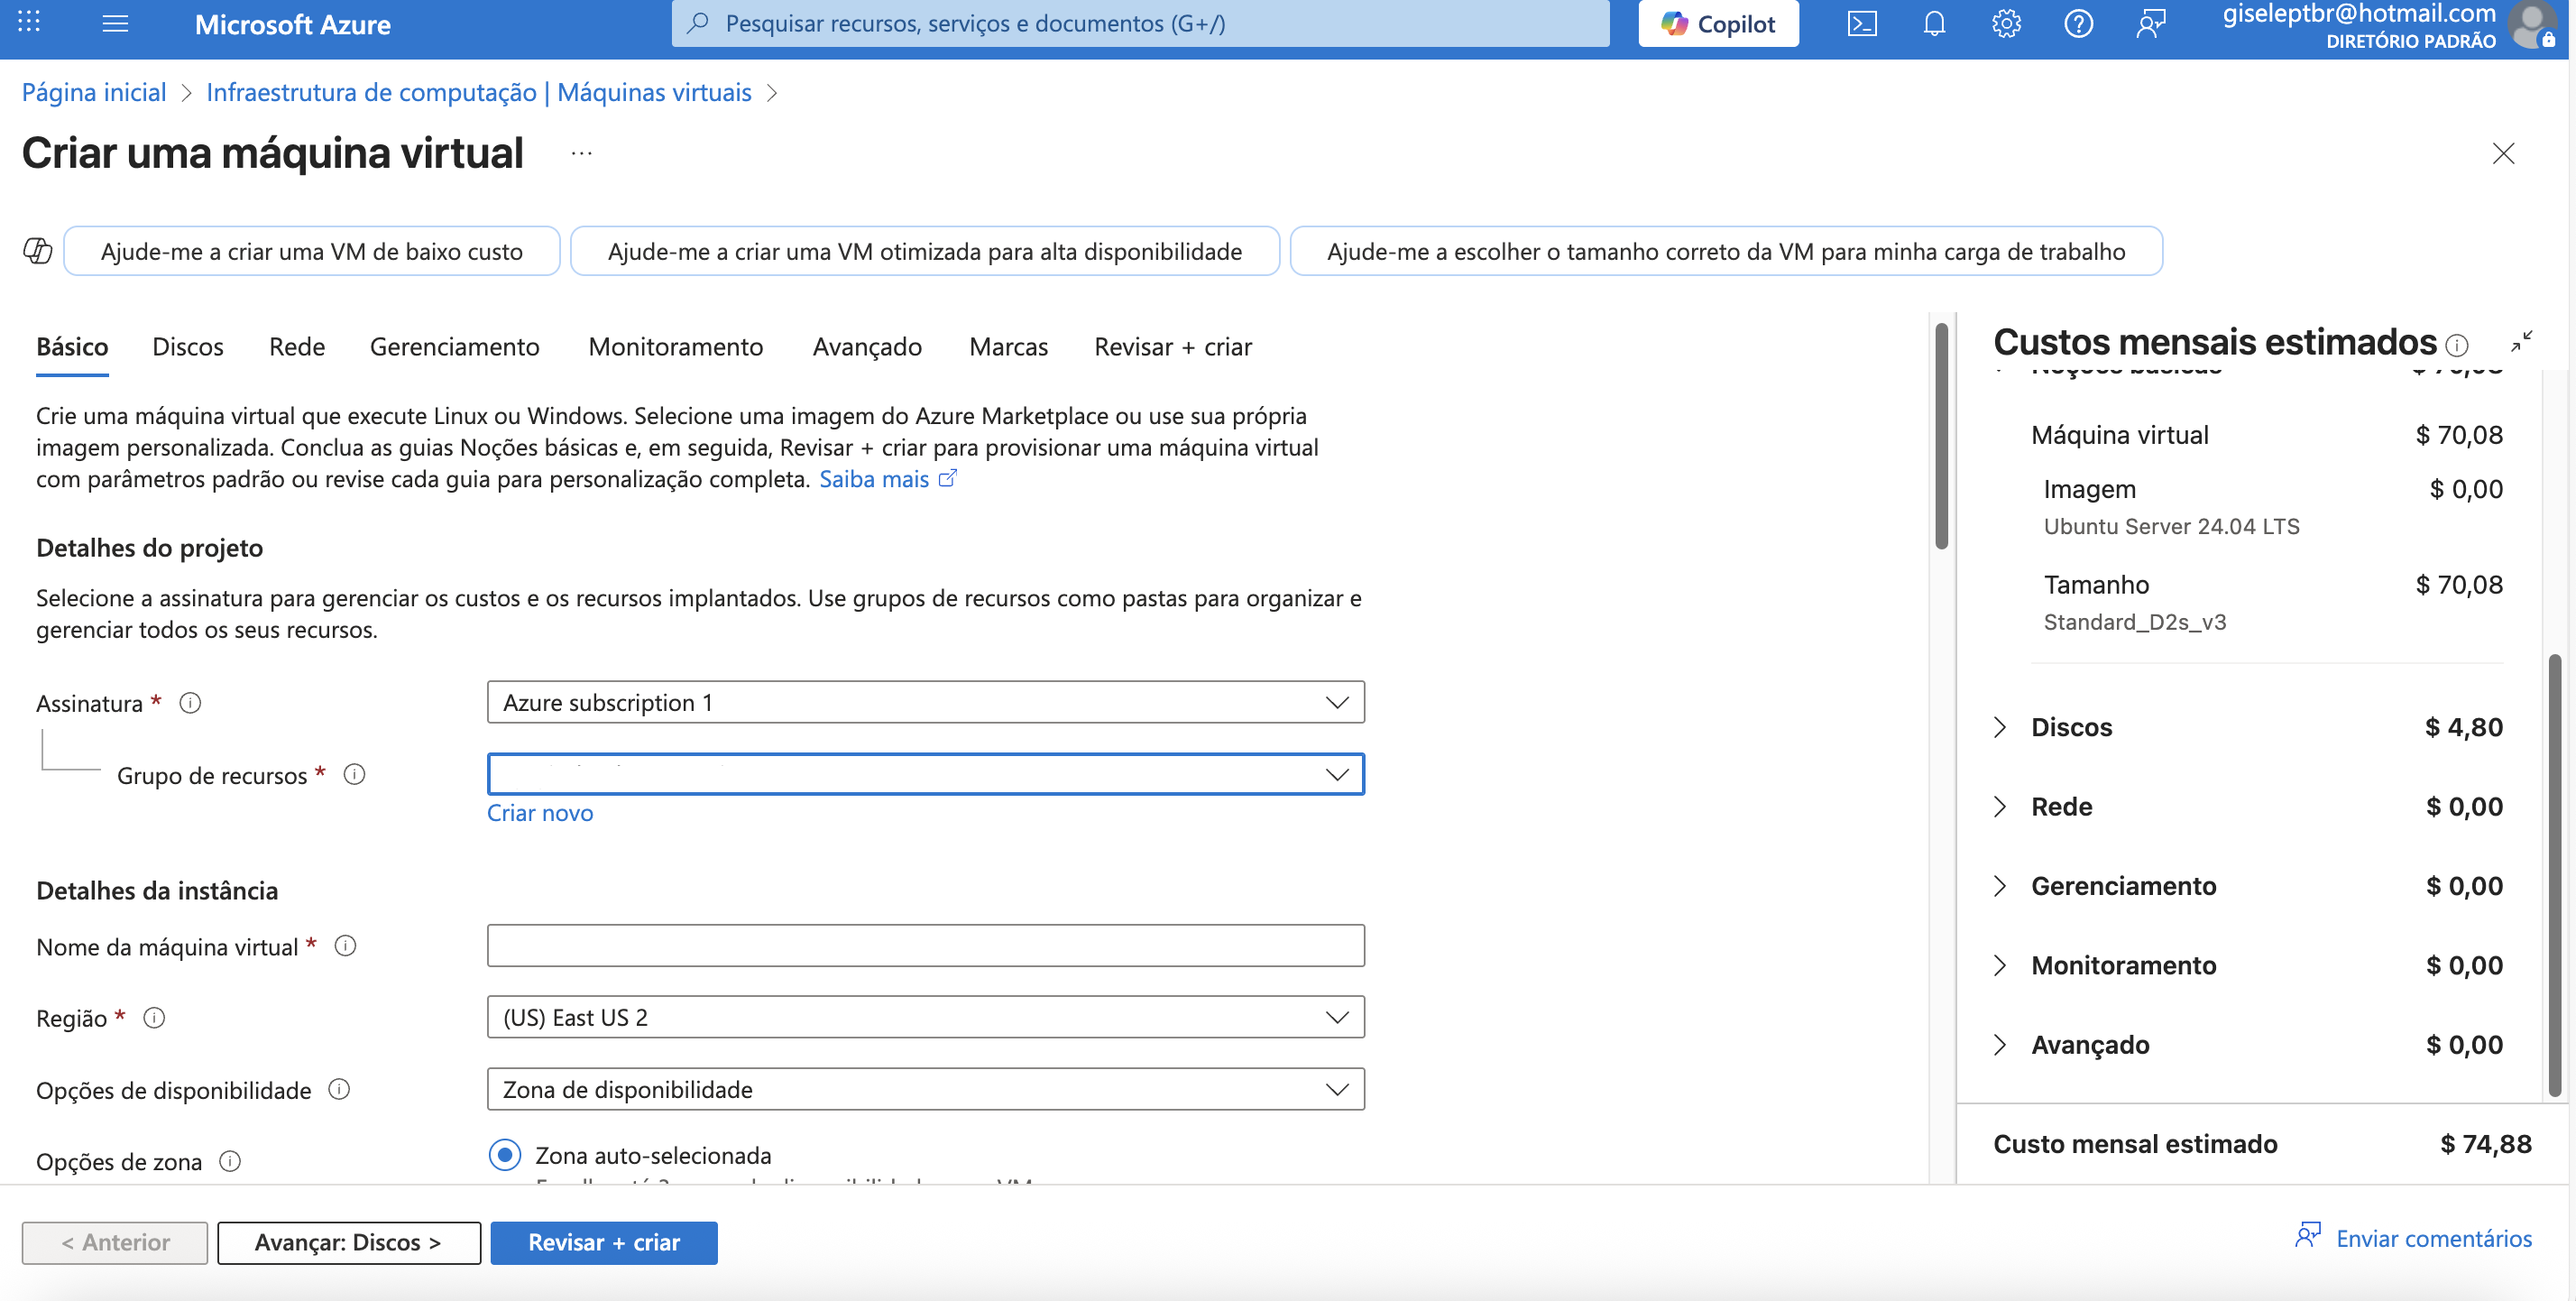 Microsoft Azure
Pesquisar recursos, serviços e documentos (G+/)
Copilot
giseleptbr@hotmail.com
DIRETÓRIO PADRÃO
Página inicial > Infraestrutura de computação | Máquinas virtuais >
Criar uma máquina virtual ...
Ajude-me a criar uma VM de baixo custo
Ajude-me a criar uma VM otimizada para alta disponibilidade
Ajude-me a escolher o tamanho correto da VM para minha carga de trabalho
Básico Discos Rede Gerenciamento Monitoramento Avançado Marcas Revisar + criar
Crie uma máquina virtual que execute Linux ou Windows. Selecione uma imagem do Azure Marketplace ou use sua própria
imagem personalizada. Conclua as guias Noções básicas e, em seguida, Revisar + criar para provisionar uma máquina virtual
com parâmetros padrão ou revise cada guia para personalização completa. Saiba mais
Detalhes do projeto
Selecione a assinatura para gerenciar os custos e os recursos implantados. Use grupos de recursos como pastas para organizar e
gerenciar todos os seus recursos.
Assinatura * Azure subscription 1
Grupo de recursos *
Criar novo
Detalhes da instância
Nome da máquina virtual *
Região * (US) East US 2
Opções de disponibilidade Zona de disponibilidade
Opções de zona Zona auto-selecionada
< Anterior
Avançar: Discos >
Revisar + criar
Custos mensais estimados
Máquina virtual $ 70,08
Imagem $ 0,00
Ubuntu Server 24.04 LTS
Tamanho $ 70,08
Standard_D2s_v3
Discos $ 4,80
Rede $ 0,00
Gerenciamento $ 0,00
Monitoramento $ 0,00
Avançado $ 0,00
Custo mensal estimado $ 74,88
Enviar comentários